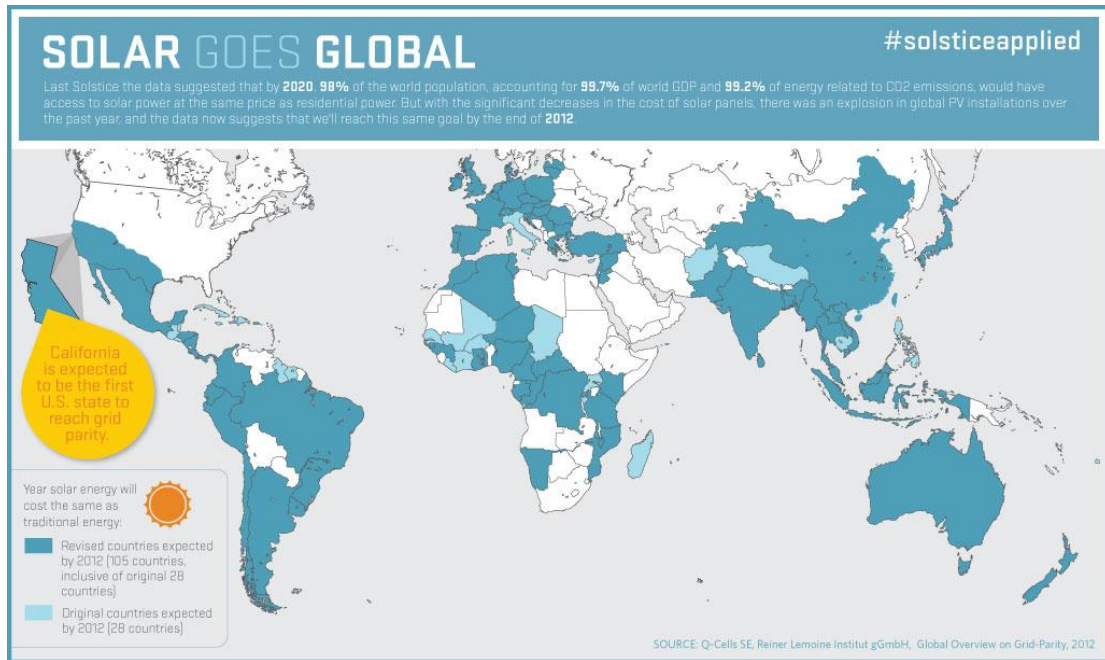 SOLAR GOES GLOBAL
#solsticeapplied
Last Solstice the data suggested that by 2020, 98% of the world population, accounting for 99.7% of world GDP and 99.2% of energy related to CO2 emissions, would have
access to solar power at the same price as residential power. But with the significant decreases in the cost of solar panels, there was an explosion in global PV installations over
the past year, and the data now suggests that we'll reach this same goal by the end of 2012.
California
is expected
to be the first
U.S. state to
reach grid
parity.
Year solar energy will
cost the same as
traditional energy:
Revised countries expected
by 2012 (105 countries,
inclusive of original 28
countries)
Original countries expected
by 2012 (28 countries)
SOURCE: Q-Cells SE, Reiner Lemoine Institut gGmbH, Global Overview on Grid-Parity, 2012